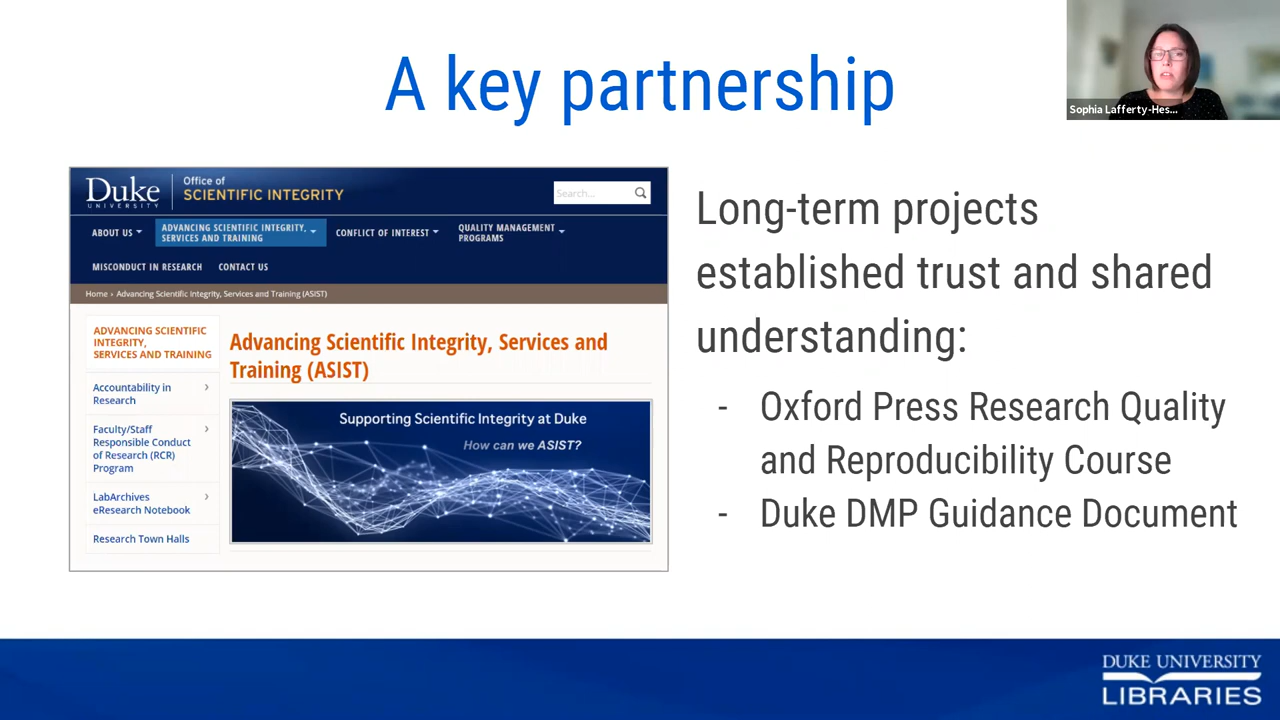 A key partnership
Sophia Lafferty-Hes...
Duke
UNIVERSITY
Office of
SCIENTIFIC INTEGRITY
Search...
ABOUT US
ADVANCING SCIENTIFIC INTEGRITY,
SERVICES AND TRAINING
CONFLICT OF INTEREST
QUALITY MANAGEMENT
PROGRAMS
MISCONDUCT IN RESEARCH
CONTACT US
Home › Advancing Scientific Integrity, Services and Training (ASIST)
ADVANCING SCIENTIFIC
INTEGRITY,
SERVICES AND TRAINING
Accountability in
Research
Faculty/Staff
Responsible Conduct
of Research (RCR)
Program
LabArchives
eResearch Notebook
Research Town Halls
Advancing Scientific Integrity, Services and
Training (ASIST)
Supporting Scientific Integrity at Duke
How can we ASIST?
Long-term projects
established trust and shared
understanding:
- Oxford Press Research Quality
and Reproducibility Course
- Duke DMP Guidance Document
DUKE UNIVERSITY
LIBRARIES